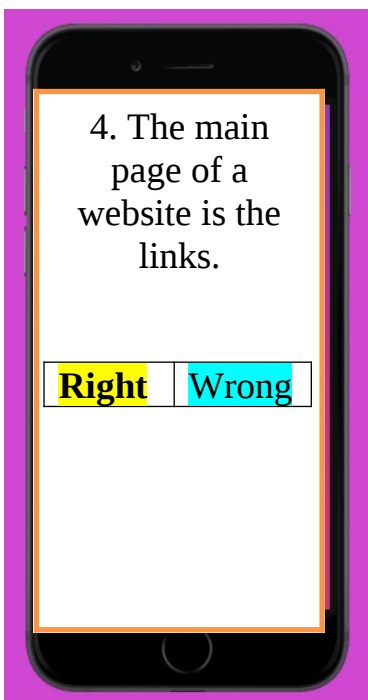 4. The main
page of a
website is the
links.
Right Wrong